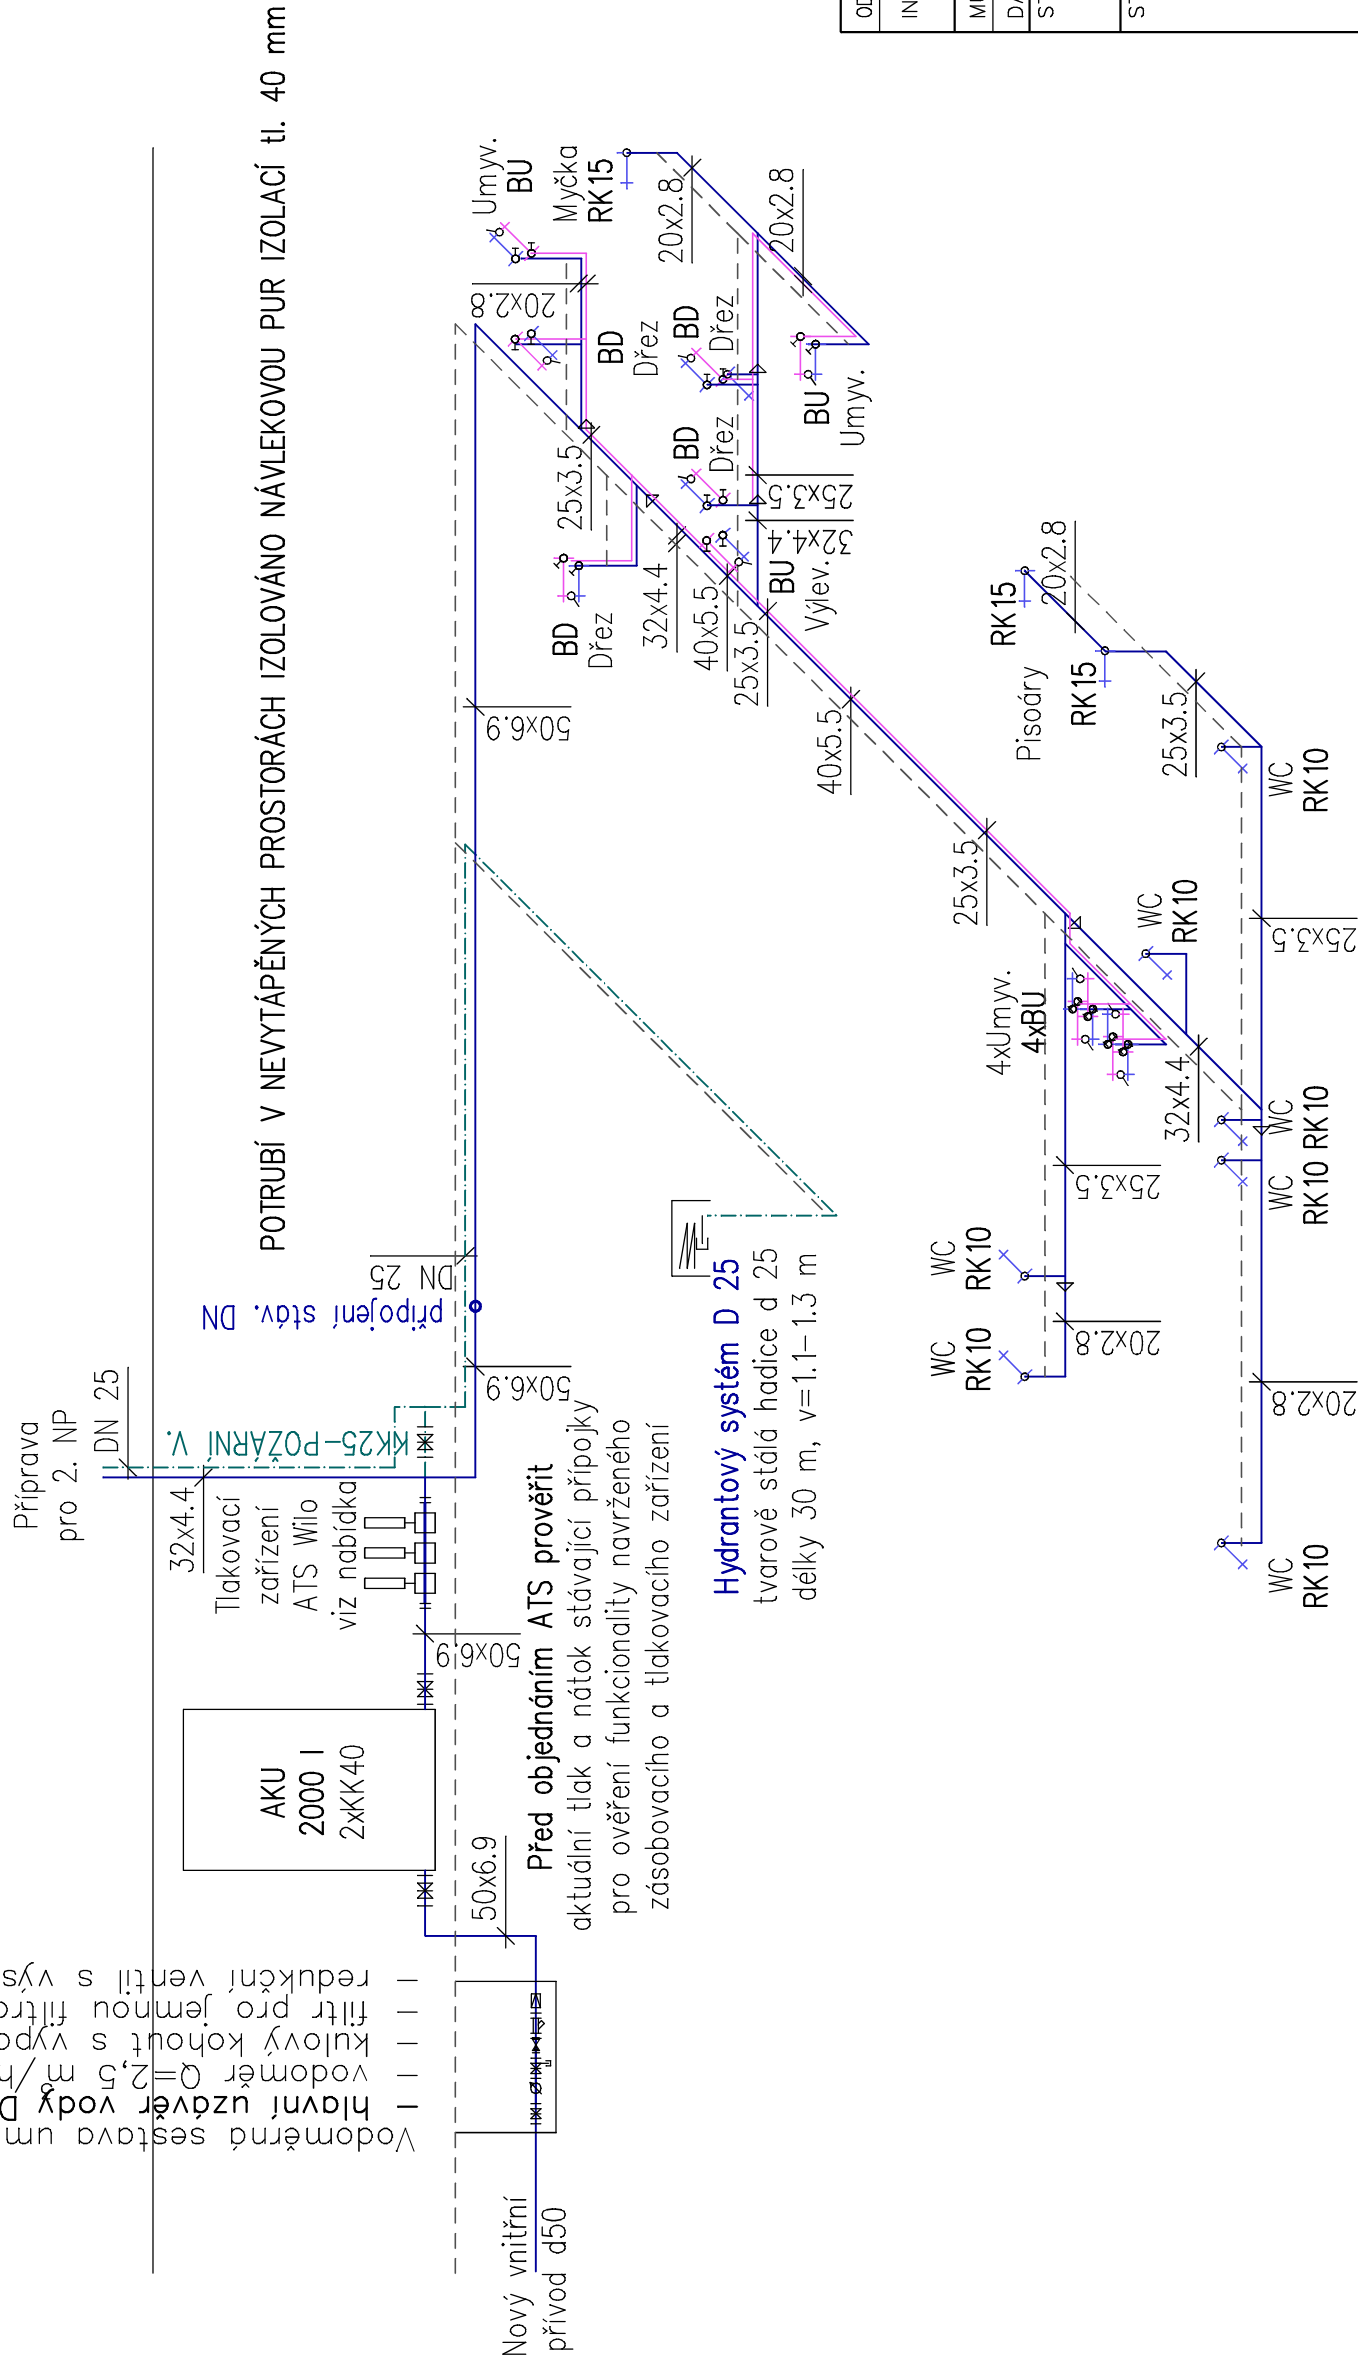 Příprava
pro 2. NP
DN 25
32x4.4
Tlakovací
zařízení
ATS Wilo
viz nabídka
KK25-POŽÁRNÍ V.
připojení stáv. DN
DN 25
POTRUBÍ V NEVYTÁPĚNÝCH PROSTORÁCH IZOLOVÁNO NÁVLEKOVOU PUR IZOLACÍ tl. 40 mm
AKU
2000 l
2xKK40
50x6.9
50x6.9
50x6.9
50x6.9
Vodoměrná sestava um
- hlavní uzávěr vody D
- vodoměr Q=2,5 m3/h
- kulový kohout s vypo
- filtr pro jemnou filtra
- redukční ventil s výs
Nový vnitřní
přívod d50
Před objednáním ATS prověřit
aktuální tlak a nátok stávající přípojky
pro ověření funkcionality navrženého
zásobovacího a tlakovacího zařízení
Hydrantový systém D 25
tvarově stálá hadice d 25
délky 30 m, v=1.1-1.3 m
Umyv.
BU
Myčka
RK15
20x2.8
20x2.8
20x2.8
BD
Dřez
BD
Dřez
BD
Dřez
BD
Dřez
BU
Umyv.
25x3.5
32x4.4
40x5.5
25x3.5
25x3.5
32x4.4
BU
Výlev.
40x5.5
25x3.5
RK15
20x2.8
Pisoáry
RK15
25x3.5
WC
RK10
25x3.5
WC
RK10
4xUmyv.
4xBU
32x4.4
WC
RK10
WC
RK10
25x3.5
WC
RK10
WC
RK10
20x2.8
20x2.8
WC
RK10
OD
IN
MÍ
DA
ST
ST